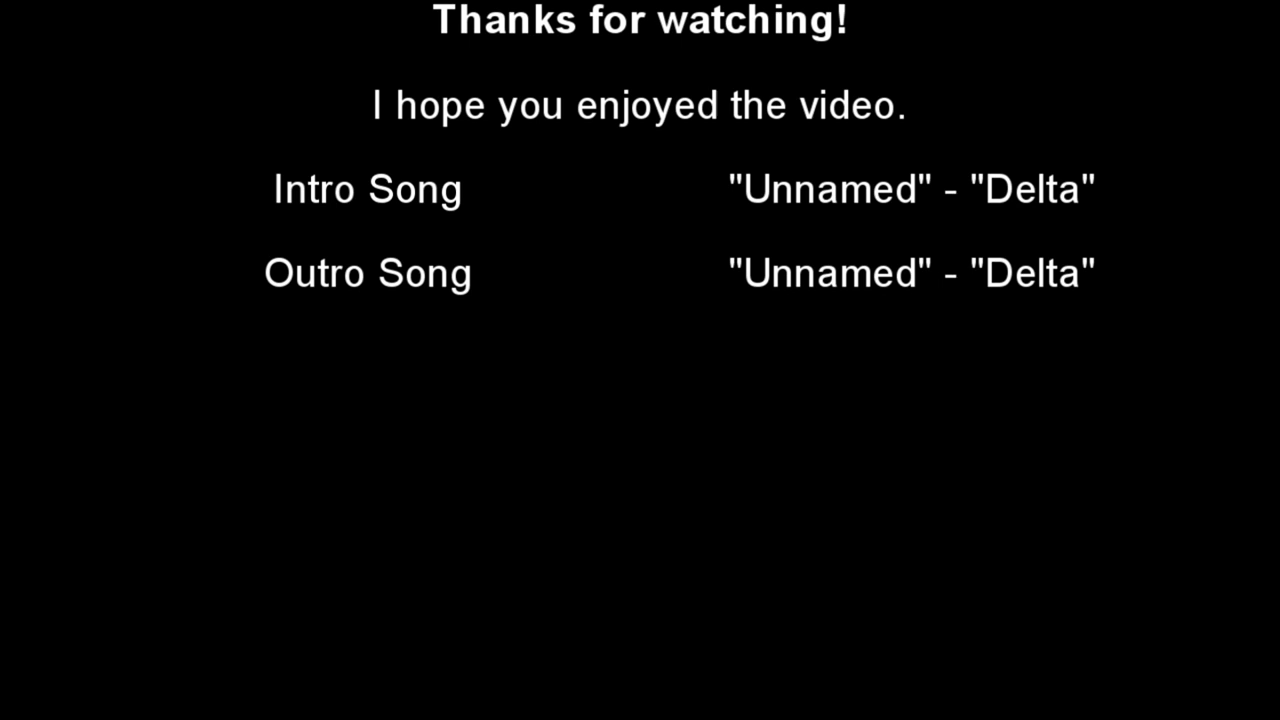 Thanks for watching!
I hope you enjoyed the video.
Intro Song "Unnamed" - "Delta"
Outro Song "Unnamed" - "Delta"